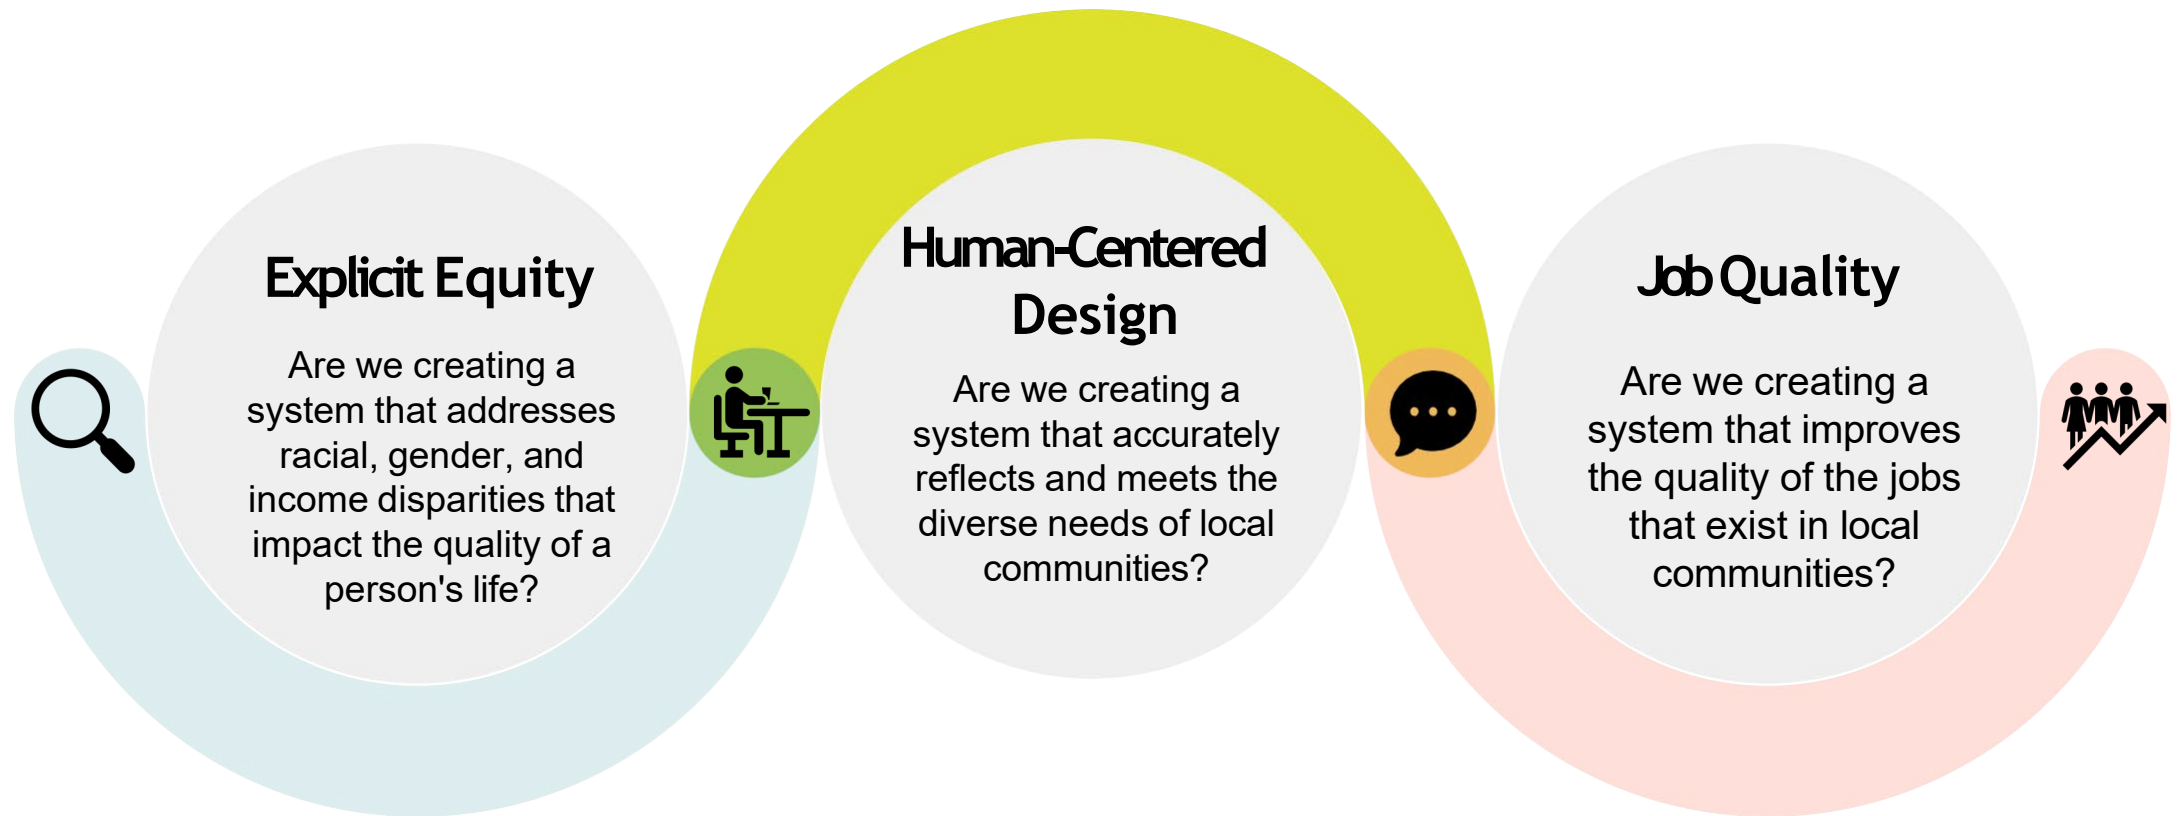 Explicit Equity
Are we creating a
system that addresses
racial, gender, and
income disparities that
impact the quality of a
person's life?
Human-Centered
Design
Are we creating a
system that accurately
reflects and meets the
diverse needs of local
communities?
Job Quality
Are we creating a
system that improves
the quality of the jobs
that exist in local
communities?